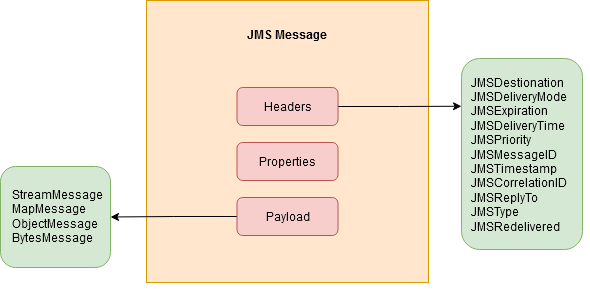 JMS Message
Headers
Properties
Payload
JMSDestionation
JMSDeliveryMode
JMSExpiration
JMSDeliveryTime
JMSPriority
JMSMessageID
JMSTimestamp
JMSCorrelationID
JMSReplyTo
JMSType
JMSRedelivered
StreamMessage
MapMessage
ObjectMessage
BytesMessage